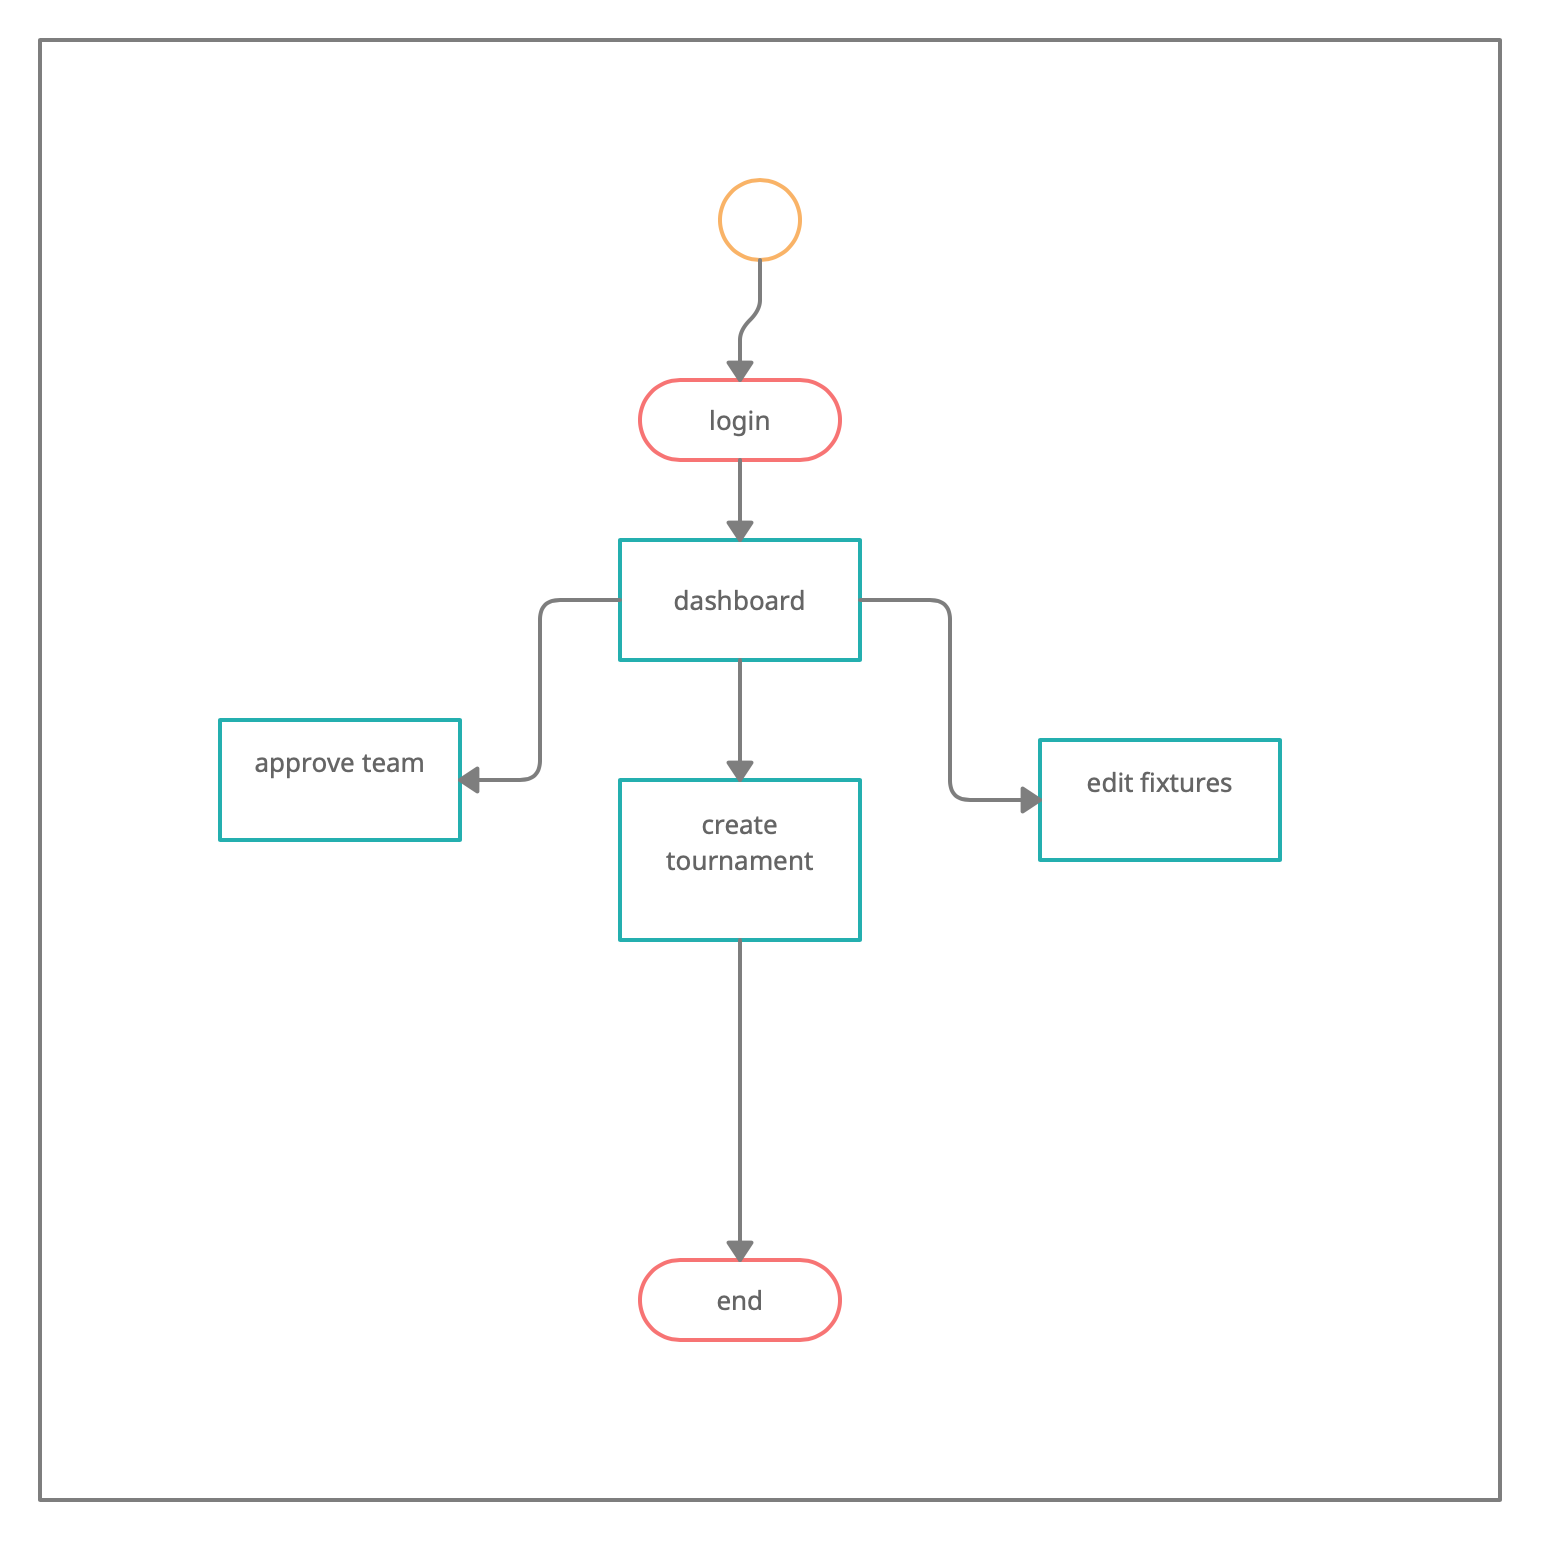 login
dashboard
approve team
edit fixtures
create
tournament
end